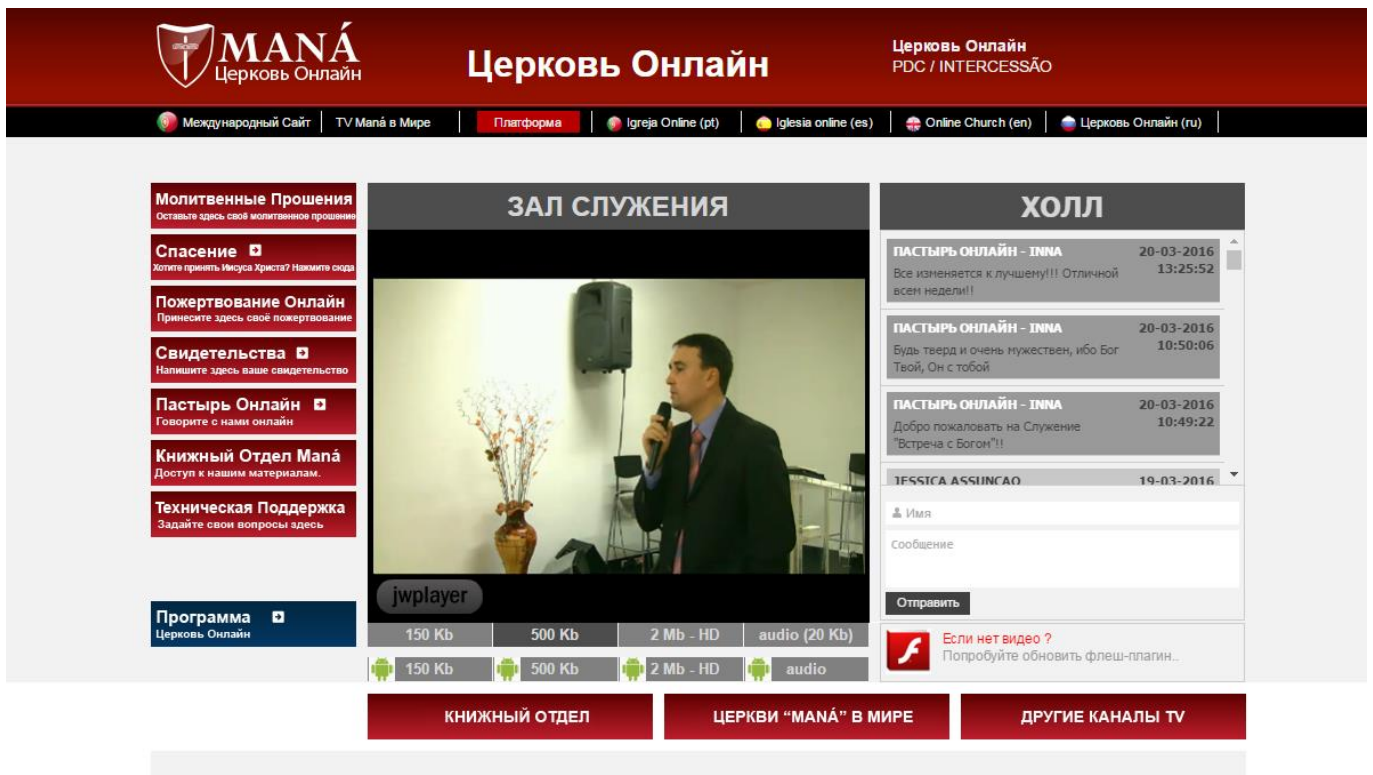 MANÁ
Церковь Онлайн
Церковь Онлайн
Церковь Онлайн
PDC / INTERCESSÃO
Международный Сайт
TV Maná в Мире
Платформа
Igreja Online (pt)
Iglesia online (es)
Online Church (en)
Церковь Онлайн (ru)
Молитвенные Прошения
Оставьте здесь своё молитвенное прошение
Спасение
Хотите принять Иисуса Христа? Нажмите сюда
Пожертвование Онлайн
Принесите здесь своё пожертвование
Свидетельства
Напишите здесь ваше свидетельство
Пастырь Онлайн
Говорите с нами онлайн
Книжный Отдел Maná
Доступ к нашим материалам.
Техническая Поддержка
Задайте свои вопросы здесь
Программа
Церковь Онлайн
ЗАЛ СЛУЖЕНИЯ
jwplayer
150 Kb
500 Kb
2 Mb - HD
audio (20 Kb)
150 Kb
500 Kb
2 Mb - HD
audio
ХОЛЛ
ПАСТЫРЬ ОНЛАЙН - INNA 20-03-2016
Все изменяется к лучшему!!! Отличной 13:25:52
всем недели!!
ПАСТЫРЬ ОНЛАЙН - INNA 20-03-2016
Будь тверд и очень мужествен, ибо Бог 10:50:06
Твой, Он с тобой
ПАСТЫРЬ ОНЛАЙН - INNA 20-03-2016
Добро пожаловать на Служение 10:49:22
"Встреча с Богом"!!
JESSICA ASSUNCAO 19-03-2016
Имя
Сообщение
Отправить
Если нет видео ?
Попробуйте обновить флеш-плагин..
КНИЖНЫЙ ОТДЕЛ
ЦЕРКВИ “MANÁ” В МИРЕ
ДРУГИЕ КАНАЛЫ TV